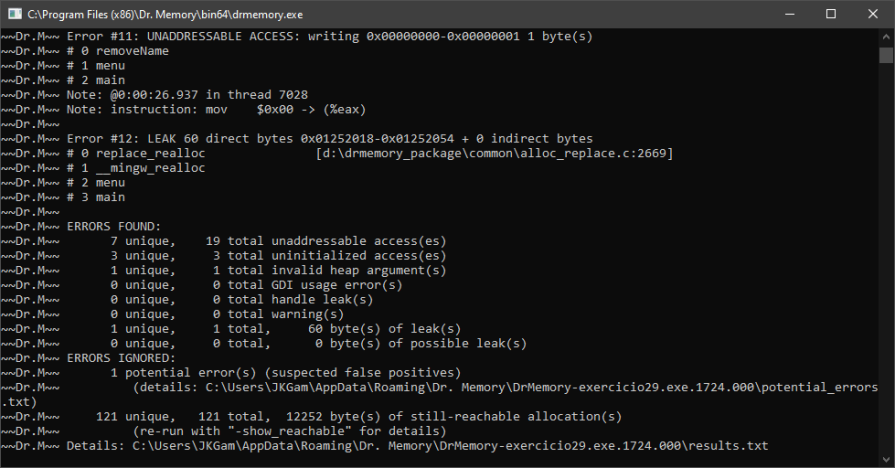 C:\Program Files (x86)\Dr. Memory\bin64\drmemory.exe
~~Dr.M~~ Error #11: UNADDRESSABLE ACCESS: writing 0x00000000-0x00000001 1 byte(s)
~~Dr.M~~ # 0 removeName
~~Dr.M~~ # 1 menu
~~Dr.M~~ # 2 main
~~Dr.M~~ Note: @0:00:26.937 in thread 7028
~~Dr.M~~ Note: instruction: mov    $0x00 -> (%eax)
~~Dr.M~~
~~Dr.M~~ Error #12: LEAK 60 direct bytes 0x01252018-0x01252054 + 0 indirect bytes
~~Dr.M~~ # 0 replace_realloc               [d:\drmemory_package\common\alloc_replace.c:2669]
~~Dr.M~~ # 1 __mingw_realloc
~~Dr.M~~ # 2 menu
~~Dr.M~~ # 3 main
~~Dr.M~~
~~Dr.M~~ ERRORS FOUND:
~~Dr.M~~       7 unique,    19 total unaddressable access(es)
~~Dr.M~~       3 unique,     3 total uninitialized access(es)
~~Dr.M~~       1 unique,     1 total invalid heap argument(s)
~~Dr.M~~       0 unique,     0 total GDI usage error(s)
~~Dr.M~~       0 unique,     0 total handle leak(s)
~~Dr.M~~       0 unique,     0 total warning(s)
~~Dr.M~~       1 unique,     1 total,     60 byte(s) of leak(s)
~~Dr.M~~       0 unique,     0 total,      0 byte(s) of possible leak(s)
~~Dr.M~~ ERRORS IGNORED:
~~Dr.M~~       1 potential error(s) (suspected false positives)
~~Dr.M~~          (details: C:\Users\JKGam\AppData\Roaming\Dr. Memory\DrMemory-exercicio29.exe.1724.000\potential_errors
.txt)
~~Dr.M~~     121 unique,   121 total,  12252 byte(s) of still-reachable allocation(s)
~~Dr.M~~          (re-run with "-show_reachable" for details)
~~Dr.M~~ Details: C:\Users\JKGam\AppData\Roaming\Dr. Memory\DrMemory-exercicio29.exe.1724.000\results.txt